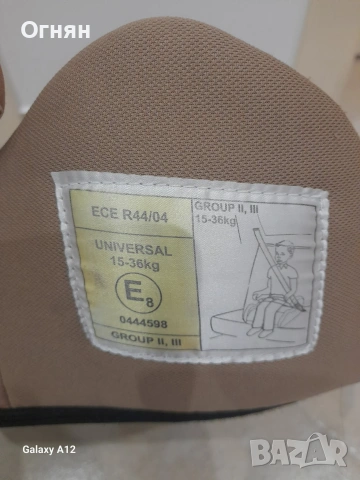 Огнян
ECE R44/04
UNIVERSAL
15-36kg
E8
0444598
GROUP II, III
GROUP II, III
15-36kg
Galaxy A12
BAZAR